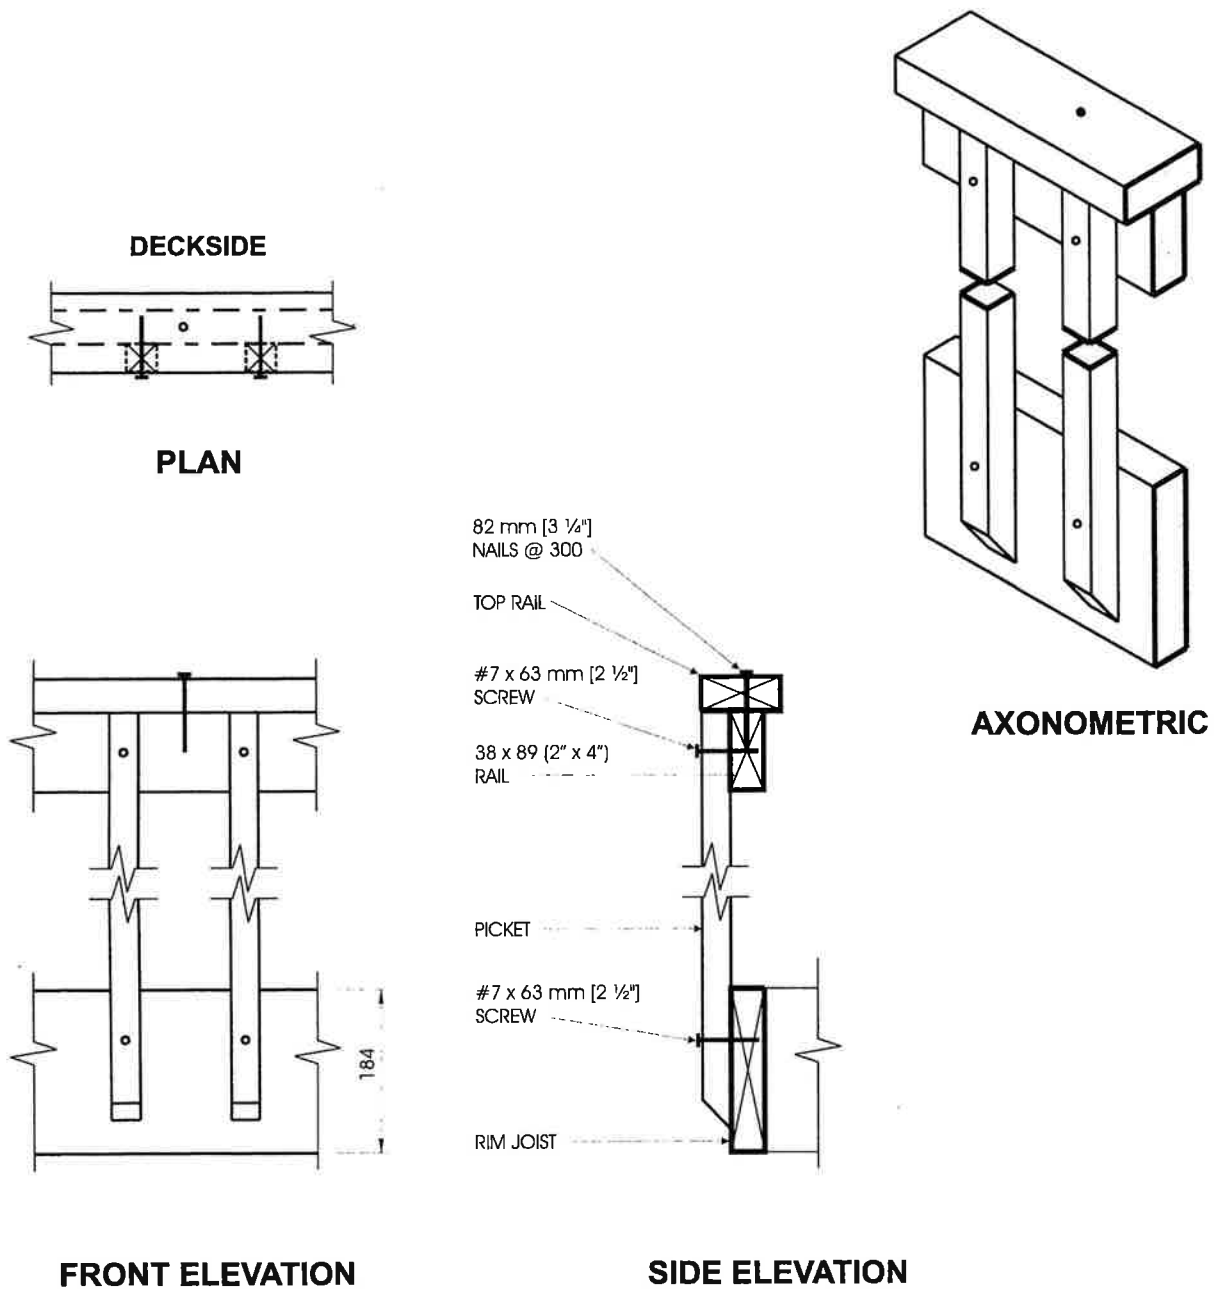 DECKSIDE
PLAN
82 mm [3 ¼"]
NAILS @ 300
TOP RAIL
#7 x 63 mm [2 ½"]
SCREW
38 x 89 (2" x 4")
RAIL
PICKET
#7 x 63 mm [2 ½"]
SCREW
RIM JOIST
184
AXONOMETRIC
FRONT ELEVATION
SIDE ELEVATION